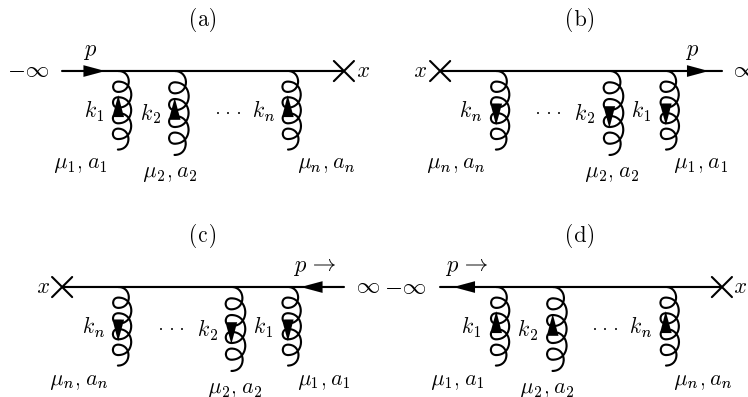 (a) (b)
p p
−∞ x x ∞
k₁ k₂ ··· kₙ kₙ ··· k₂ k₁
μ₁, a₁ μ₂, a₂ μₙ, aₙ μₙ, aₙ μ₂, a₂ μ₁, a₁
(c) (d)
p → p →
x ∞ −∞ x
kₙ ··· k₂ k₁ k₁ k₂ ··· kₙ
μₙ, aₙ μ₂, a₂ μ₁, a₁ μ₁, a₁ μ₂, a₂ μₙ, aₙ